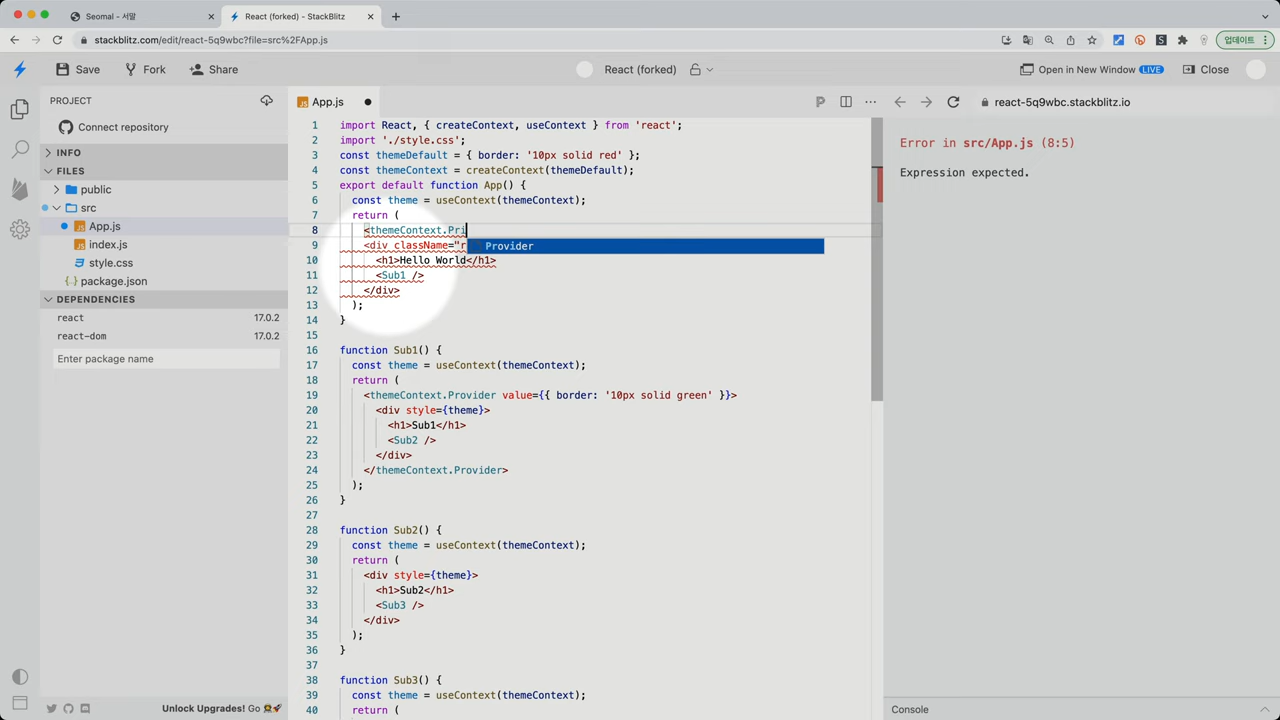 Seomal - 서말
React (forked) - StackBlitz
stackblitz.com/edit/react-5q9wbc?file=src%2FApp.js
업데이트
Save
Fork
Share
React (forked)
Open in New Window LIVE
Close
PROJECT
Connect repository
INFO
FILES
public
src
App.js
index.js
style.css
package.json
DEPENDENCIES
react 17.0.2
react-dom 17.0.2
Enter package name
Unlock Upgrades! Go
App.js
1 import React, { createContext, useContext } from 'react';
2 import './style.css';
3 const themeDefault = { border: '10px solid red' };
4 const themeContext = createContext(themeDefault);
5 export default function App() {
6 const theme = useContext(themeContext);
7 return (
8 <themeContext.Pri
9 <div className="r
Provider
10 <h1>Hello World</h1>
11 <Sub1 />
12 </div>
13 );
14 }
15
16 function Sub1() {
17 const theme = useContext(themeContext);
18 return (
19 <themeContext.Provider value={{ border: '10px solid green' }}>
20 <div style={theme}>
21 <h1>Sub1</h1>
22 <Sub2 />
23 </div>
24 </themeContext.Provider>
25 );
26 }
27
28 function Sub2() {
29 const theme = useContext(themeContext);
30 return (
31 <div style={theme}>
32 <h1>Sub2</h1>
33 <Sub3 />
34 </div>
35 );
36 }
37
38 function Sub3() {
39 const theme = useContext(themeContext);
40 return (
react-5q9wbc.stackblitz.io
Error in src/App.js (8:5)
Expression expected.
Console